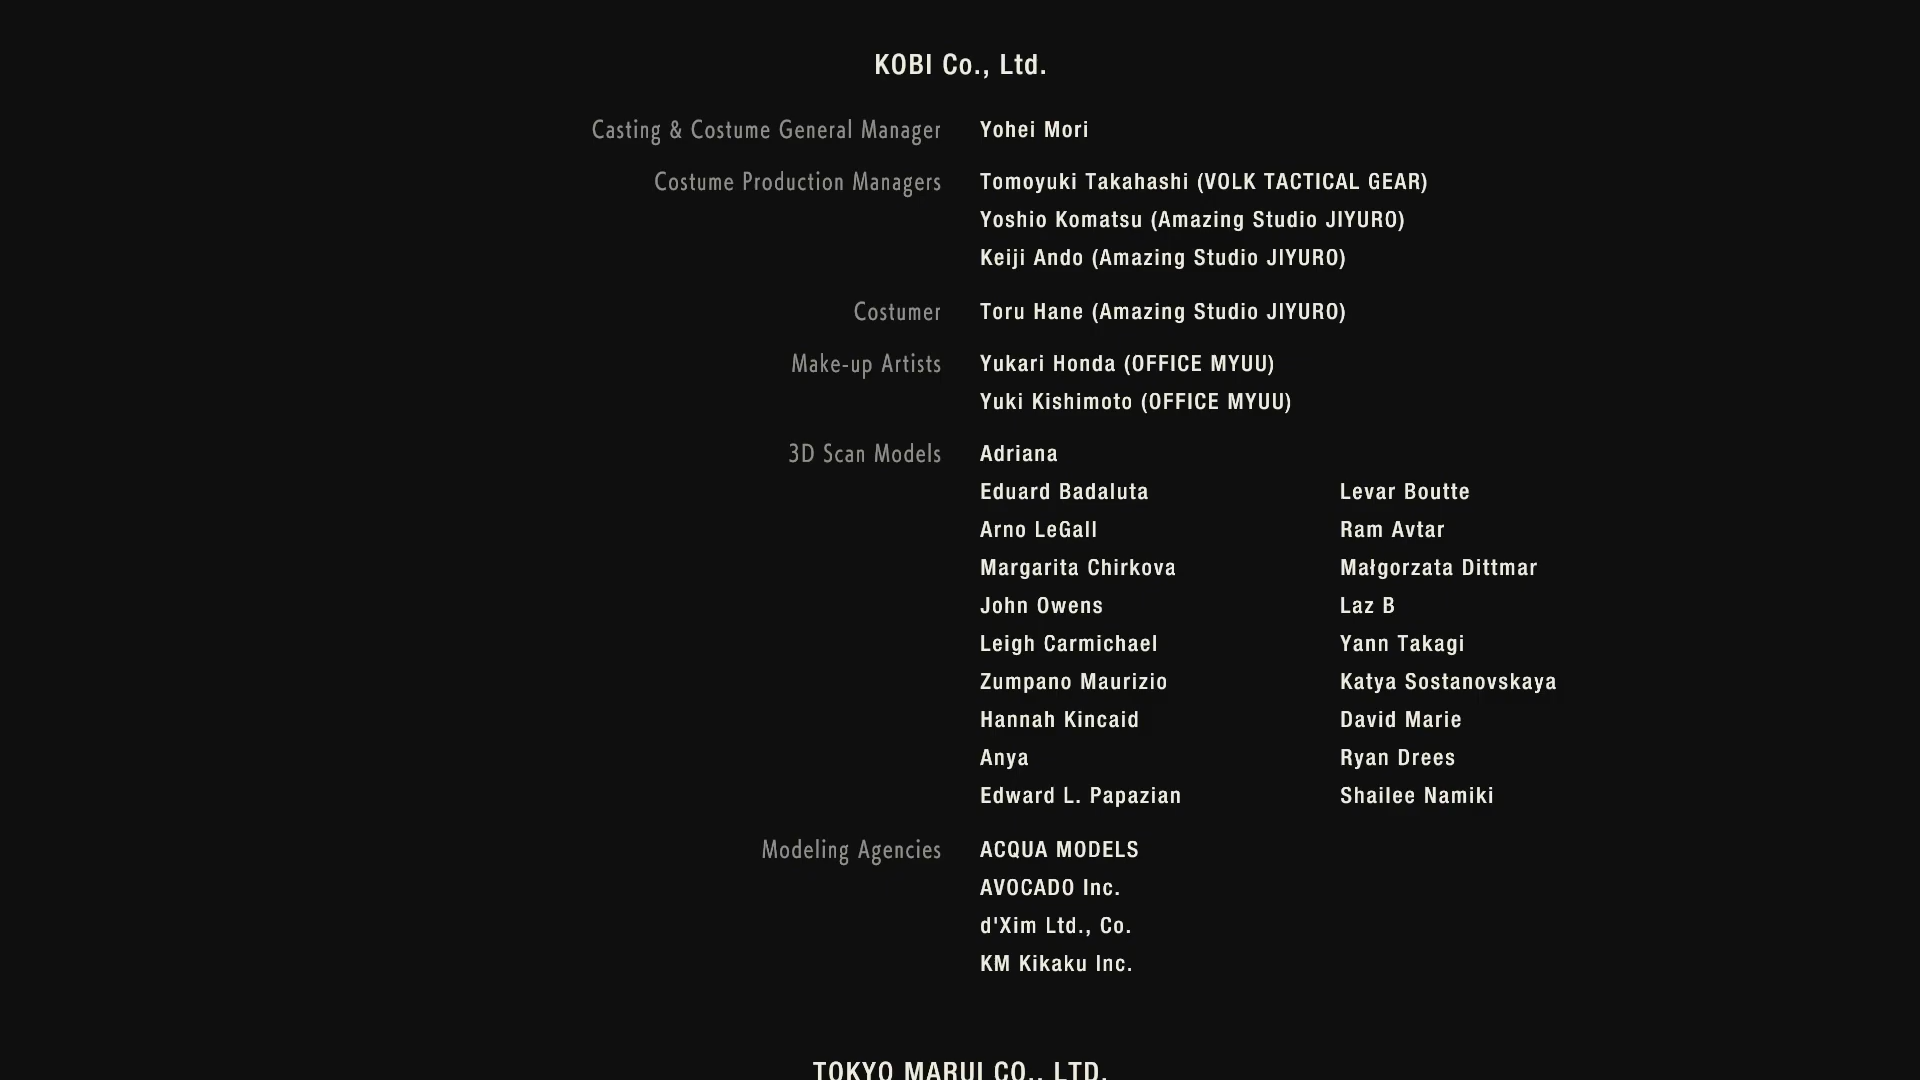 KOBI Co., Ltd.
Casting & Costume General Manager Yohei Mori
Costume Production Managers Tomoyuki Takahashi (VOLK TACTICAL GEAR)
Yoshio Komatsu (Amazing Studio JIYURO)
Keiji Ando (Amazing Studio JIYURO)
Costumer Toru Hane (Amazing Studio JIYURO)
Make-up Artists Yukari Honda (OFFICE MYUU)
Yuki Kishimoto (OFFICE MYUU)
3D Scan Models Adriana
Eduard Badaluta Levar Boutte
Arno LeGall Ram Avtar
Margarita Chirkova Małgorzata Dittmar
John Owens Laz B
Leigh Carmichael Yann Takagi
Zumpano Maurizio Katya Sostanovskaya
Hannah Kincaid David Marie
Anya Ryan Drees
Edward L. Papazian Shailee Namiki
Modeling Agencies ACQUA MODELS
AVOCADO Inc.
d'Xim Ltd., Co.
KM Kikaku Inc.
TOKYO MARUI CO., LTD.